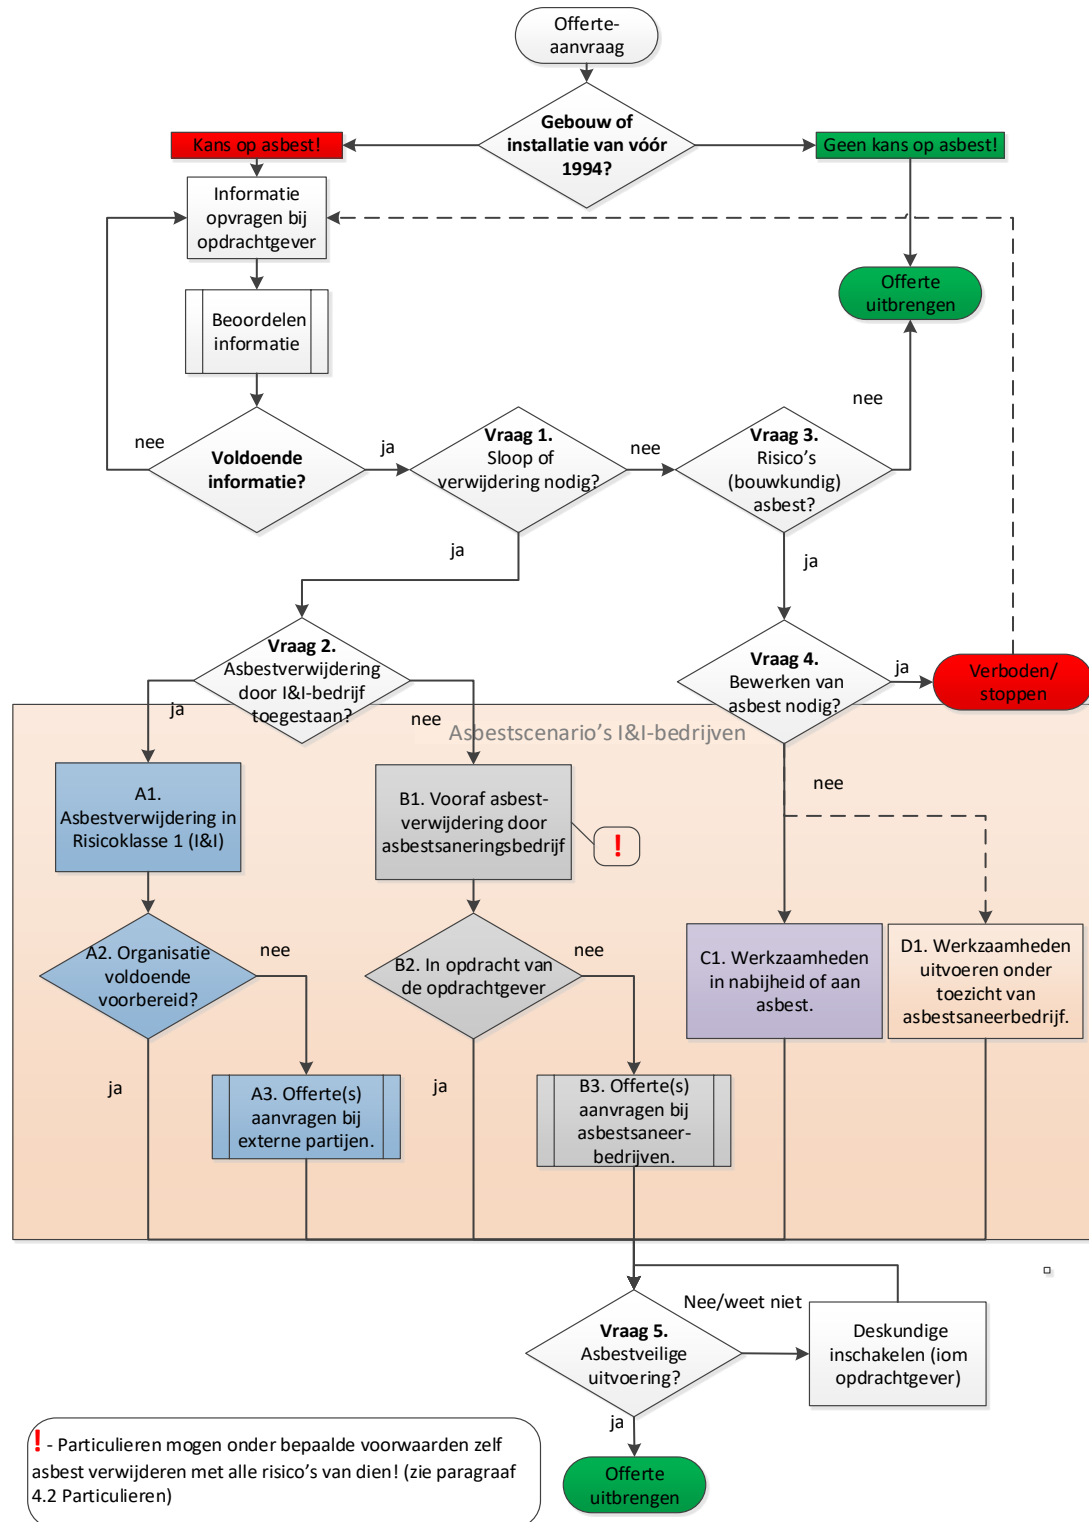 Offerte-
aanvraag
Gebouw of
installatie van vóór
1994?
Kans op asbest!
Geen kans op asbest!
Informatie
opvragen bij
opdrachtgever
Offerte
uitbrengen
Beoordelen
informatie
nee
Voldoende
informatie?
ja
Vraag 1.
Sloop of
verwijdering nodig?
nee
Vraag 3.
Risico's
(bouwkundig)
asbest?
nee
ja
ja
Vraag 2.
Asbestverwijdering
door I&I-bedrijf
toegestaan?
ja
nee
Vraag 4.
Bewerken van
asbest nodig?
ja
Verboden/
stoppen
Asbestscenario's I&I-bedrijven
nee
A1.
Asbestverwijdering in
Risicoklasse 1 (I&I)
B1. Vooraf asbest-
verwijdering door
asbestsaneringsbedrijf
!
A2. Organisatie
voldoende
voorbereid?
nee
B2. In opdracht van
de opdrachtgever
nee
C1. Werkzaamheden
in nabijheid of aan
asbest.
D1. Werkzaamheden
uitvoeren onder
toezicht van
asbestsaneerbedrijf.
ja
A3. Offerte(s)
aanvragen bij
externe partijen.
ja
B3. Offerte(s)
aanvragen bij
asbestsaneer-
bedrijven.
Nee/weet niet
Vraag 5.
Asbestveilige
uitvoering?
Deskundige
inschakelen (iom
opdrachtgever)
ja
Offerte
uitbrengen
! - Particulieren mogen onder bepaalde voorwaarden zelf
asbest verwijderen met alle risico's van dien! (zie paragraaf
4.2 Particulieren)